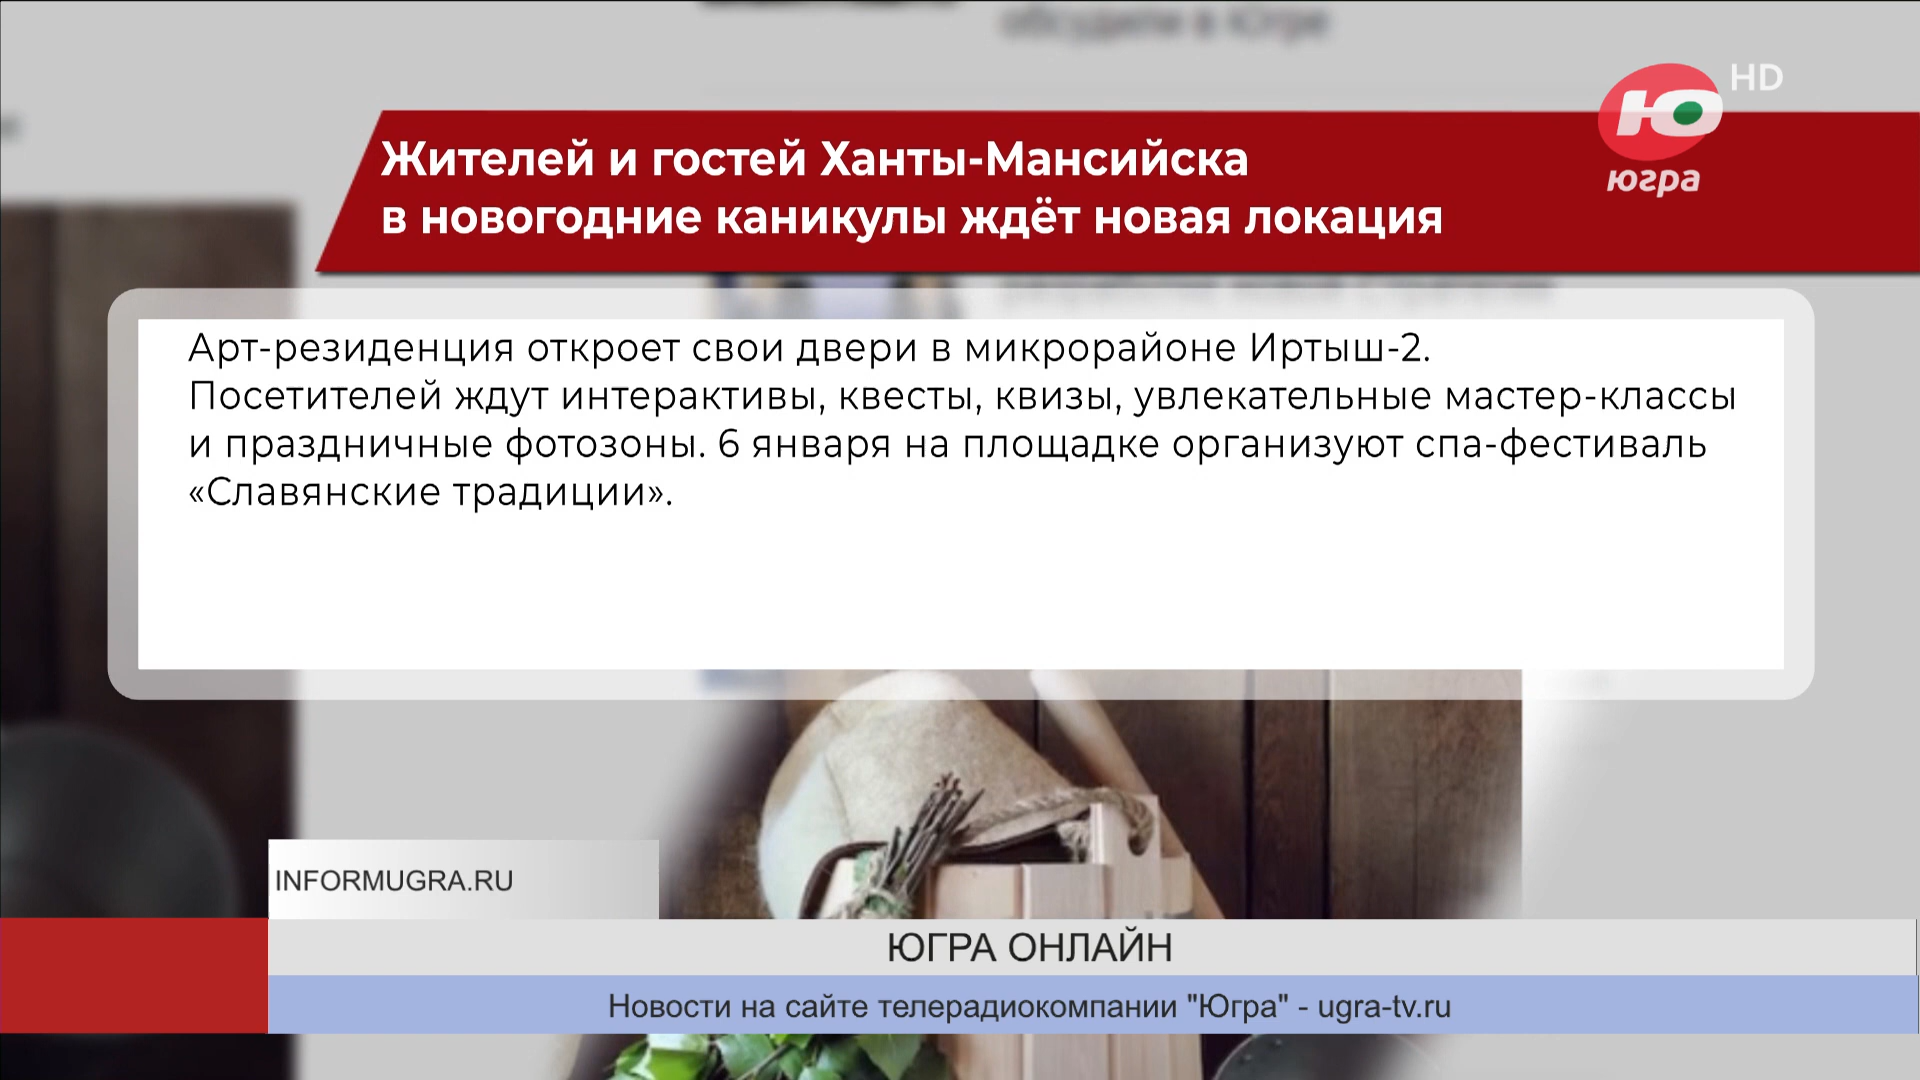 обсудили в Югре
HD
Ю
югра
Жителей и гостей Ханты-Мансийска
в новогодние каникулы ждёт новая локация
Арт-резиденция откроет свои двери в микрорайоне Иртыш-2.
Посетителей ждут интерактивы, квесты, квизы, увлекательные мастер-классы
и праздничные фотозоны. 6 января на площадке организуют спа-фестиваль
«Славянские традиции».
INFORMUGRA.RU
ЮГРА ОНЛАЙН
Новости на сайте телерадиокомпании "Югра" - ugra-tv.ru